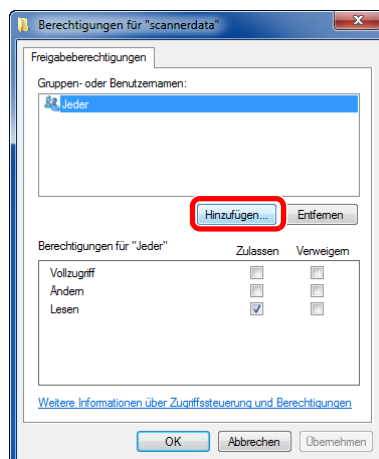 Berechtigungen für "scannerdata"
Freigabeberechtigungen
Gruppen- oder Benutzernamen:
Jeder
Hinzufügen... Entfernen
Berechtigungen für "Jeder" Zulassen Verweigern
Vollzugriff
Ändern
Lesen
Weitere Informationen über Zugriffssteuerung und Berechtigungen
OK Abbrechen Übernehmen